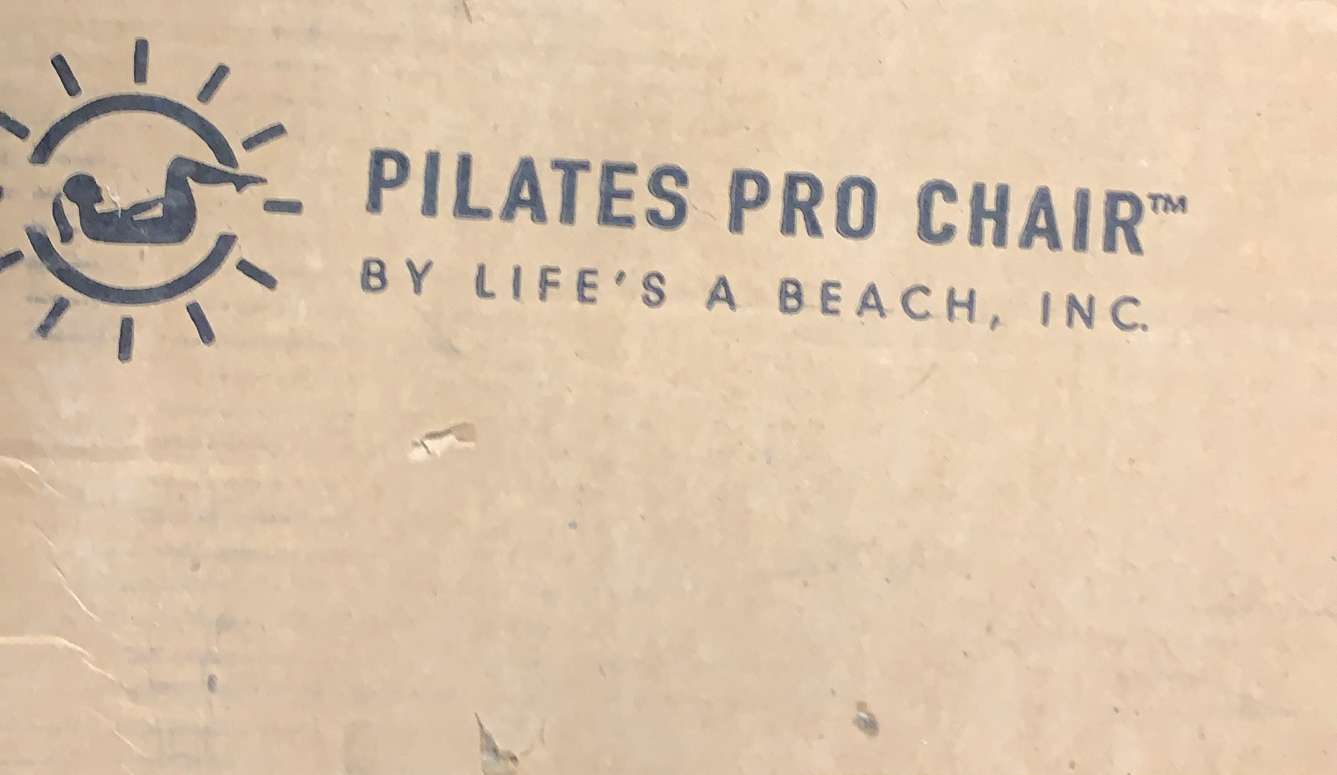 PILATES PRO CHAIR™
BY LIFE'S A BEACH, INC.